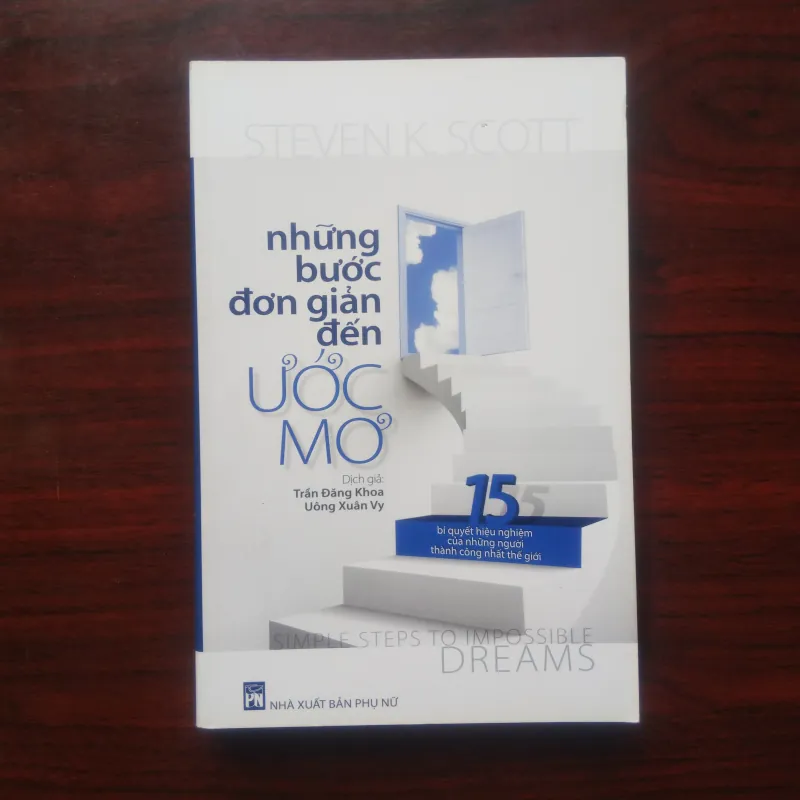 STEVEN K. SCOTT
những
bước
đơn giản
đến
ƯỚC
MƠ
Dịch giả:
Trần Đăng Khoa
Uông Xuân Vy
15
bí quyết hiệu nghiệm
của những người
thành công nhất thế giới
SIMPLE STEPS TO IMPOSSIBLE
DREAMS
PN
NHÀ XUẤT BẢN PHỤ NỮ